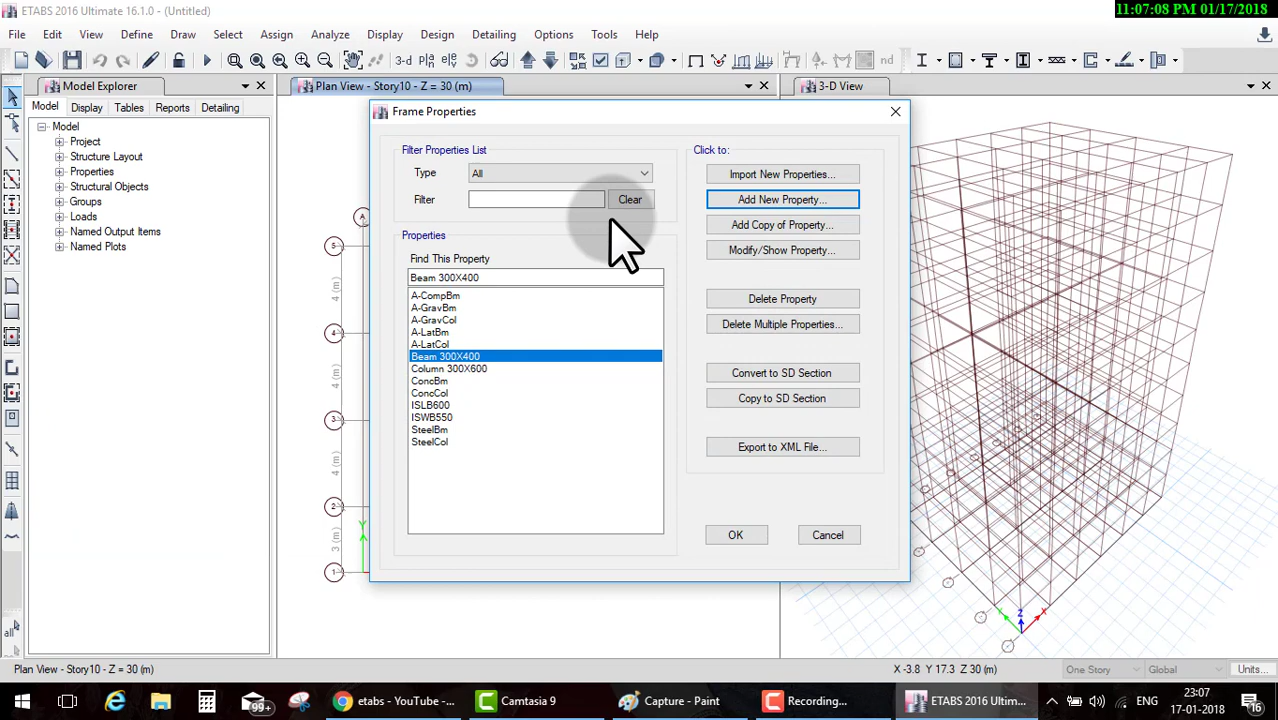 ETABS 2016 Ultimate 16.1.0 - (Untitled)
11:07:08 PM 01/17/2018
File Edit View Define Draw Select Assign Analyze Display Design Detailing Options Tools Help
3-d
Model Explorer
Plan View - Story10 - Z = 30 (m)
3-D View
Model Display Tables Reports Detailing
Model
Project
Structure Layout
Properties
Structural Objects
Groups
Loads
Named Output Items
Named Plots
all
A
5
4 (m)
4
3
4 (m)
2
3 (m)
1
Y
Frame Properties
Filter Properties List
Type All
Filter Clear
Properties
Find This Property
Beam 300X400
A-CompBm
A-GravBm
A-GravCol
A-LatBm
A-LatCol
Beam 300X400
Column 300X600
ConcBm
ConcCol
ISLB600
ISWB550
SteelBm
SteelCol
Click to:
Import New Properties...
Add New Property...
Add Copy of Property...
Modify/Show Property...
Delete Property
Delete Multiple Properties...
Convert to SD Section
Copy to SD Section
Export to XML File...
OK Cancel
Z
X
Plan View - Story10 - Z = 30 (m)
X -3.8 Y 17.3 Z 30 (m)
One Story Global Units...
99+
etabs - YouTube -...
Camtasia 9
Capture - Paint
Recording...
ETABS 2016 Ultim...
ENG
23:07
17-01-2018
16